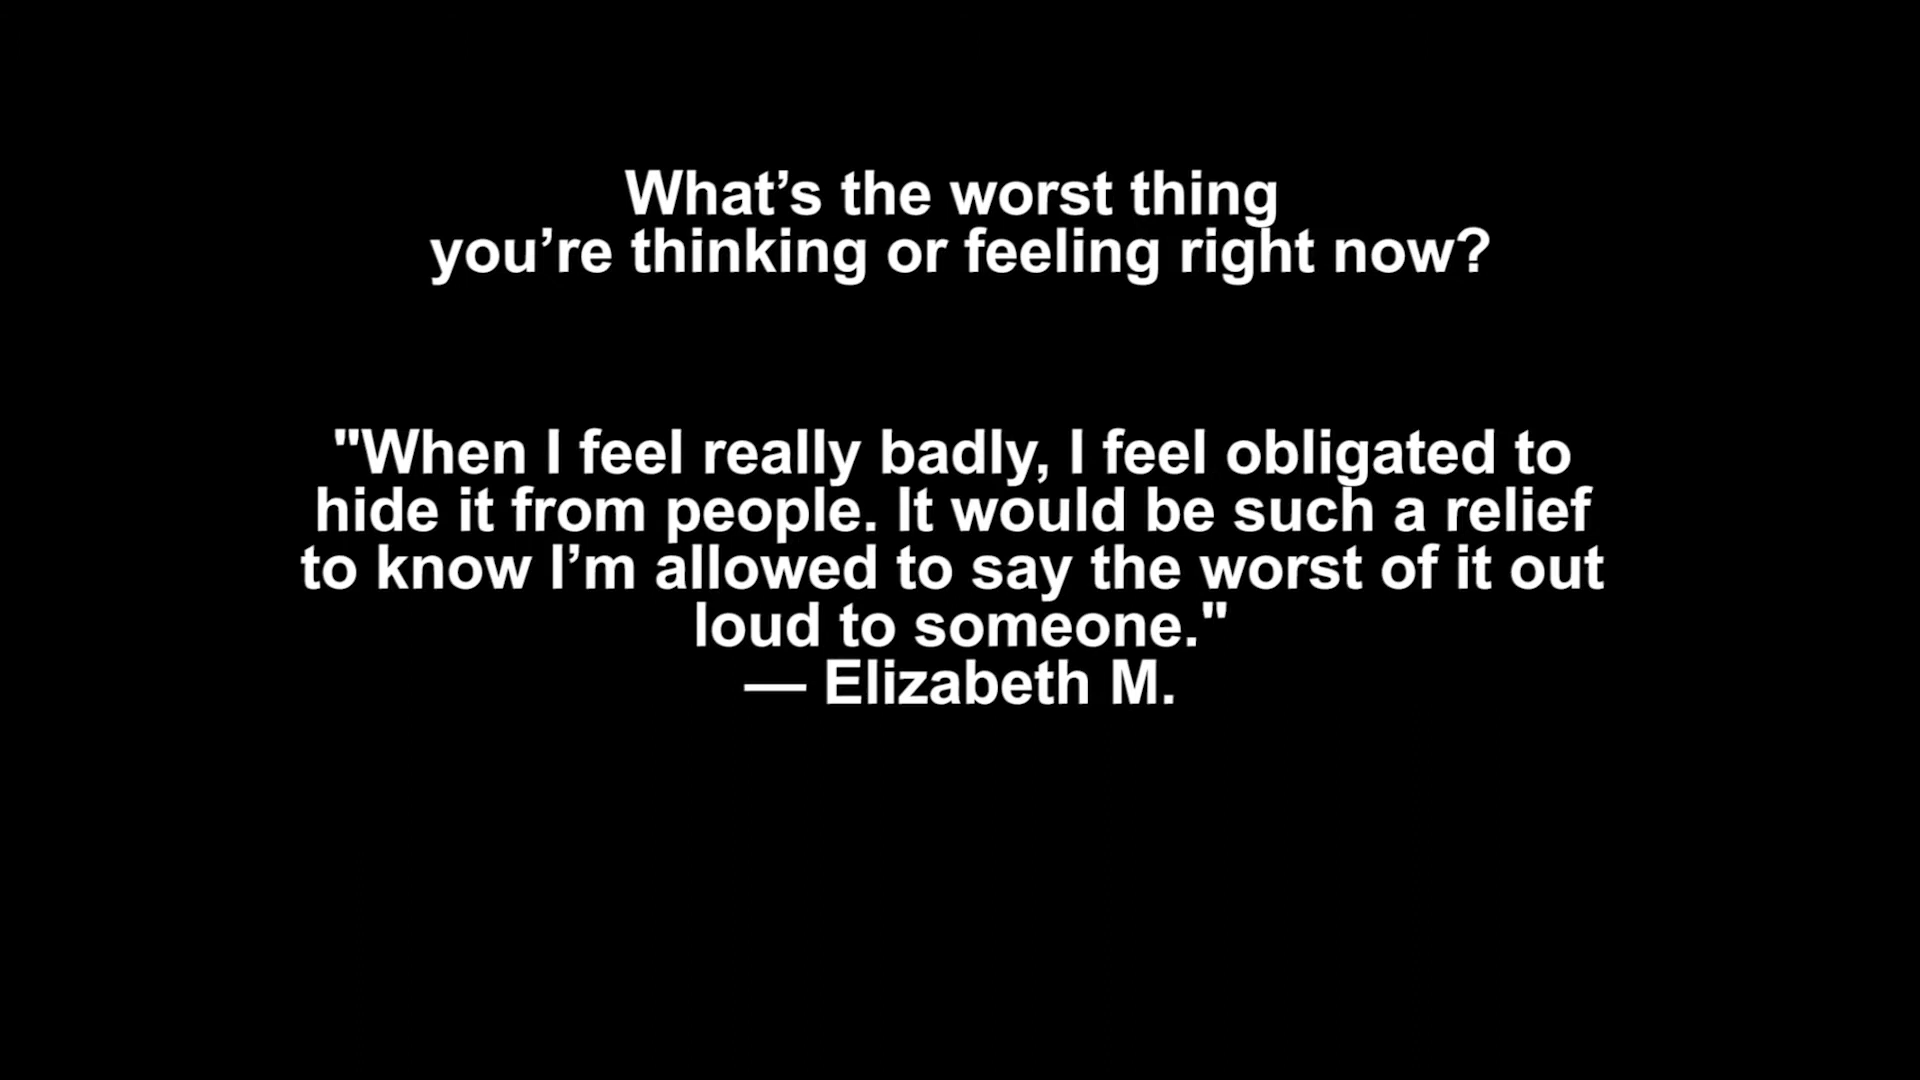 What’s the worst thing
you’re thinking or feeling right now?
"When I feel really badly, I feel obligated to
hide it from people. It would be such a relief
to know I’m allowed to say the worst of it out
loud to someone."
— Elizabeth M.